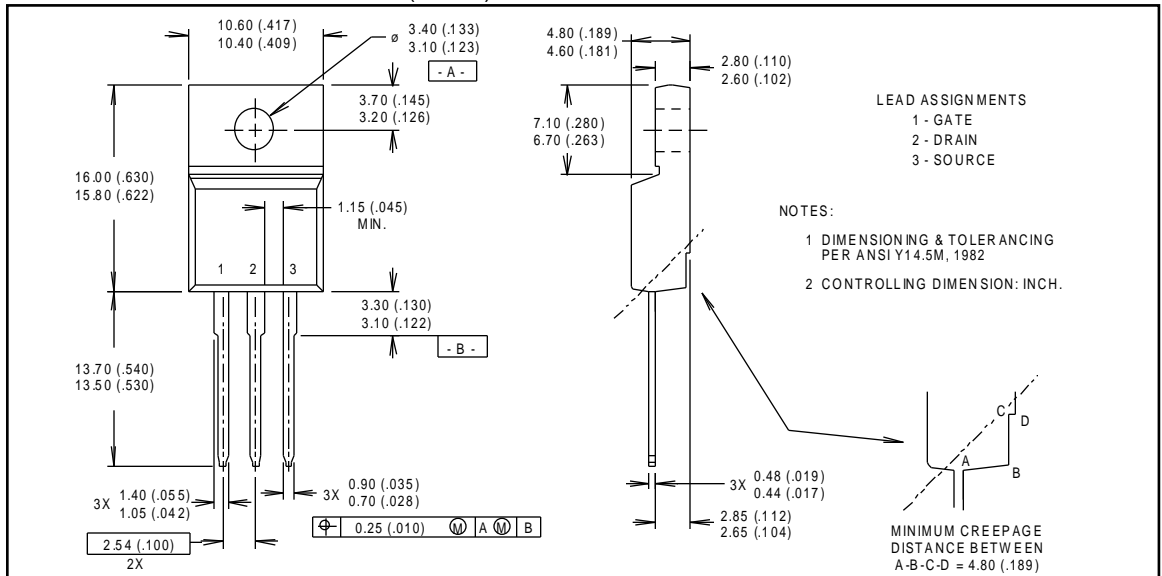 10.60 (.417)
10.40 (.409)
ø 3.40 (.133)
3.10 (.123)
- A -
3.70 (.145)
3.20 (.126)
16.00 (.630)
15.80 (.622)
1.15 (.045)
MIN.
1 2 3
3.30 (.130)
3.10 (.122)
- B -
13.70 (.540)
13.50 (.530)
3X 1.40 (.055)
1.05 (.042)
3X 0.90 (.035)
0.70 (.028)
0.25 (.010) M A M B
2.54 (.100)
2X
4.80 (.189)
4.60 (.181)
2.80 (.110)
2.60 (.102)
7.10 (.280)
6.70 (.263)
LEAD ASSIGNMENTS
1 - GATE
2 - DRAIN
3 - SOURCE
NOTES:
1 DIMENSIONING & TOLERANCING
PER ANSI Y14.5M, 1982
2 CONTROLLING DIMENSION: INCH.
3X 0.48 (.019)
0.44 (.017)
2.85 (.112)
2.65 (.104)
C
D
A
B
MINIMUM CREEPAGE
DISTANCE BETWEEN
A-B-C-D = 4.80 (.189)